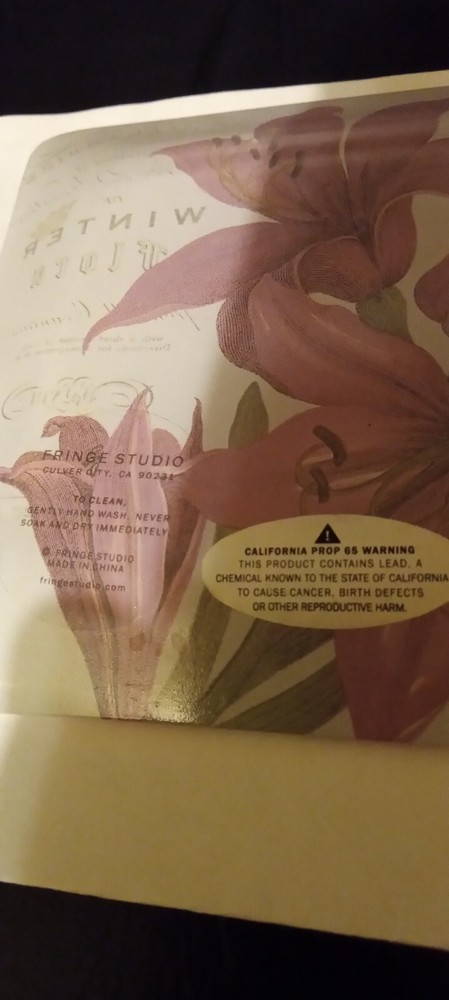 WINTER
FRINGE STUDIO
CULVER CITY, CA 90231
TO CLEAN,
GENTLY HAND WASH, NEVER
SOAK AND DRY IMMEDIATELY
© FRINGE STUDIO
MADE IN CHINA
fringestudio.com
CALIFORNIA PROP 65 WARNING
THIS PRODUCT CONTAINS LEAD, A
CHEMICAL KNOWN TO THE STATE OF CALIFORNIA
TO CAUSE CANCER, BIRTH DEFECTS
OR OTHER REPRODUCTIVE HARM.